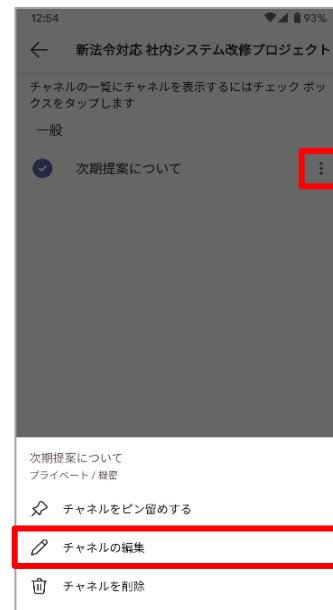 12:54 93%
新法令対応 社内システム改修プロジェクト
チャネルの一覧にチャネルを表示するにはチェック ボッ
クスをタップします
一般
次期提案について
次期提案について
プライベート / 機密
チャネルをピン留めする
チャネルの編集
チャネルを削除